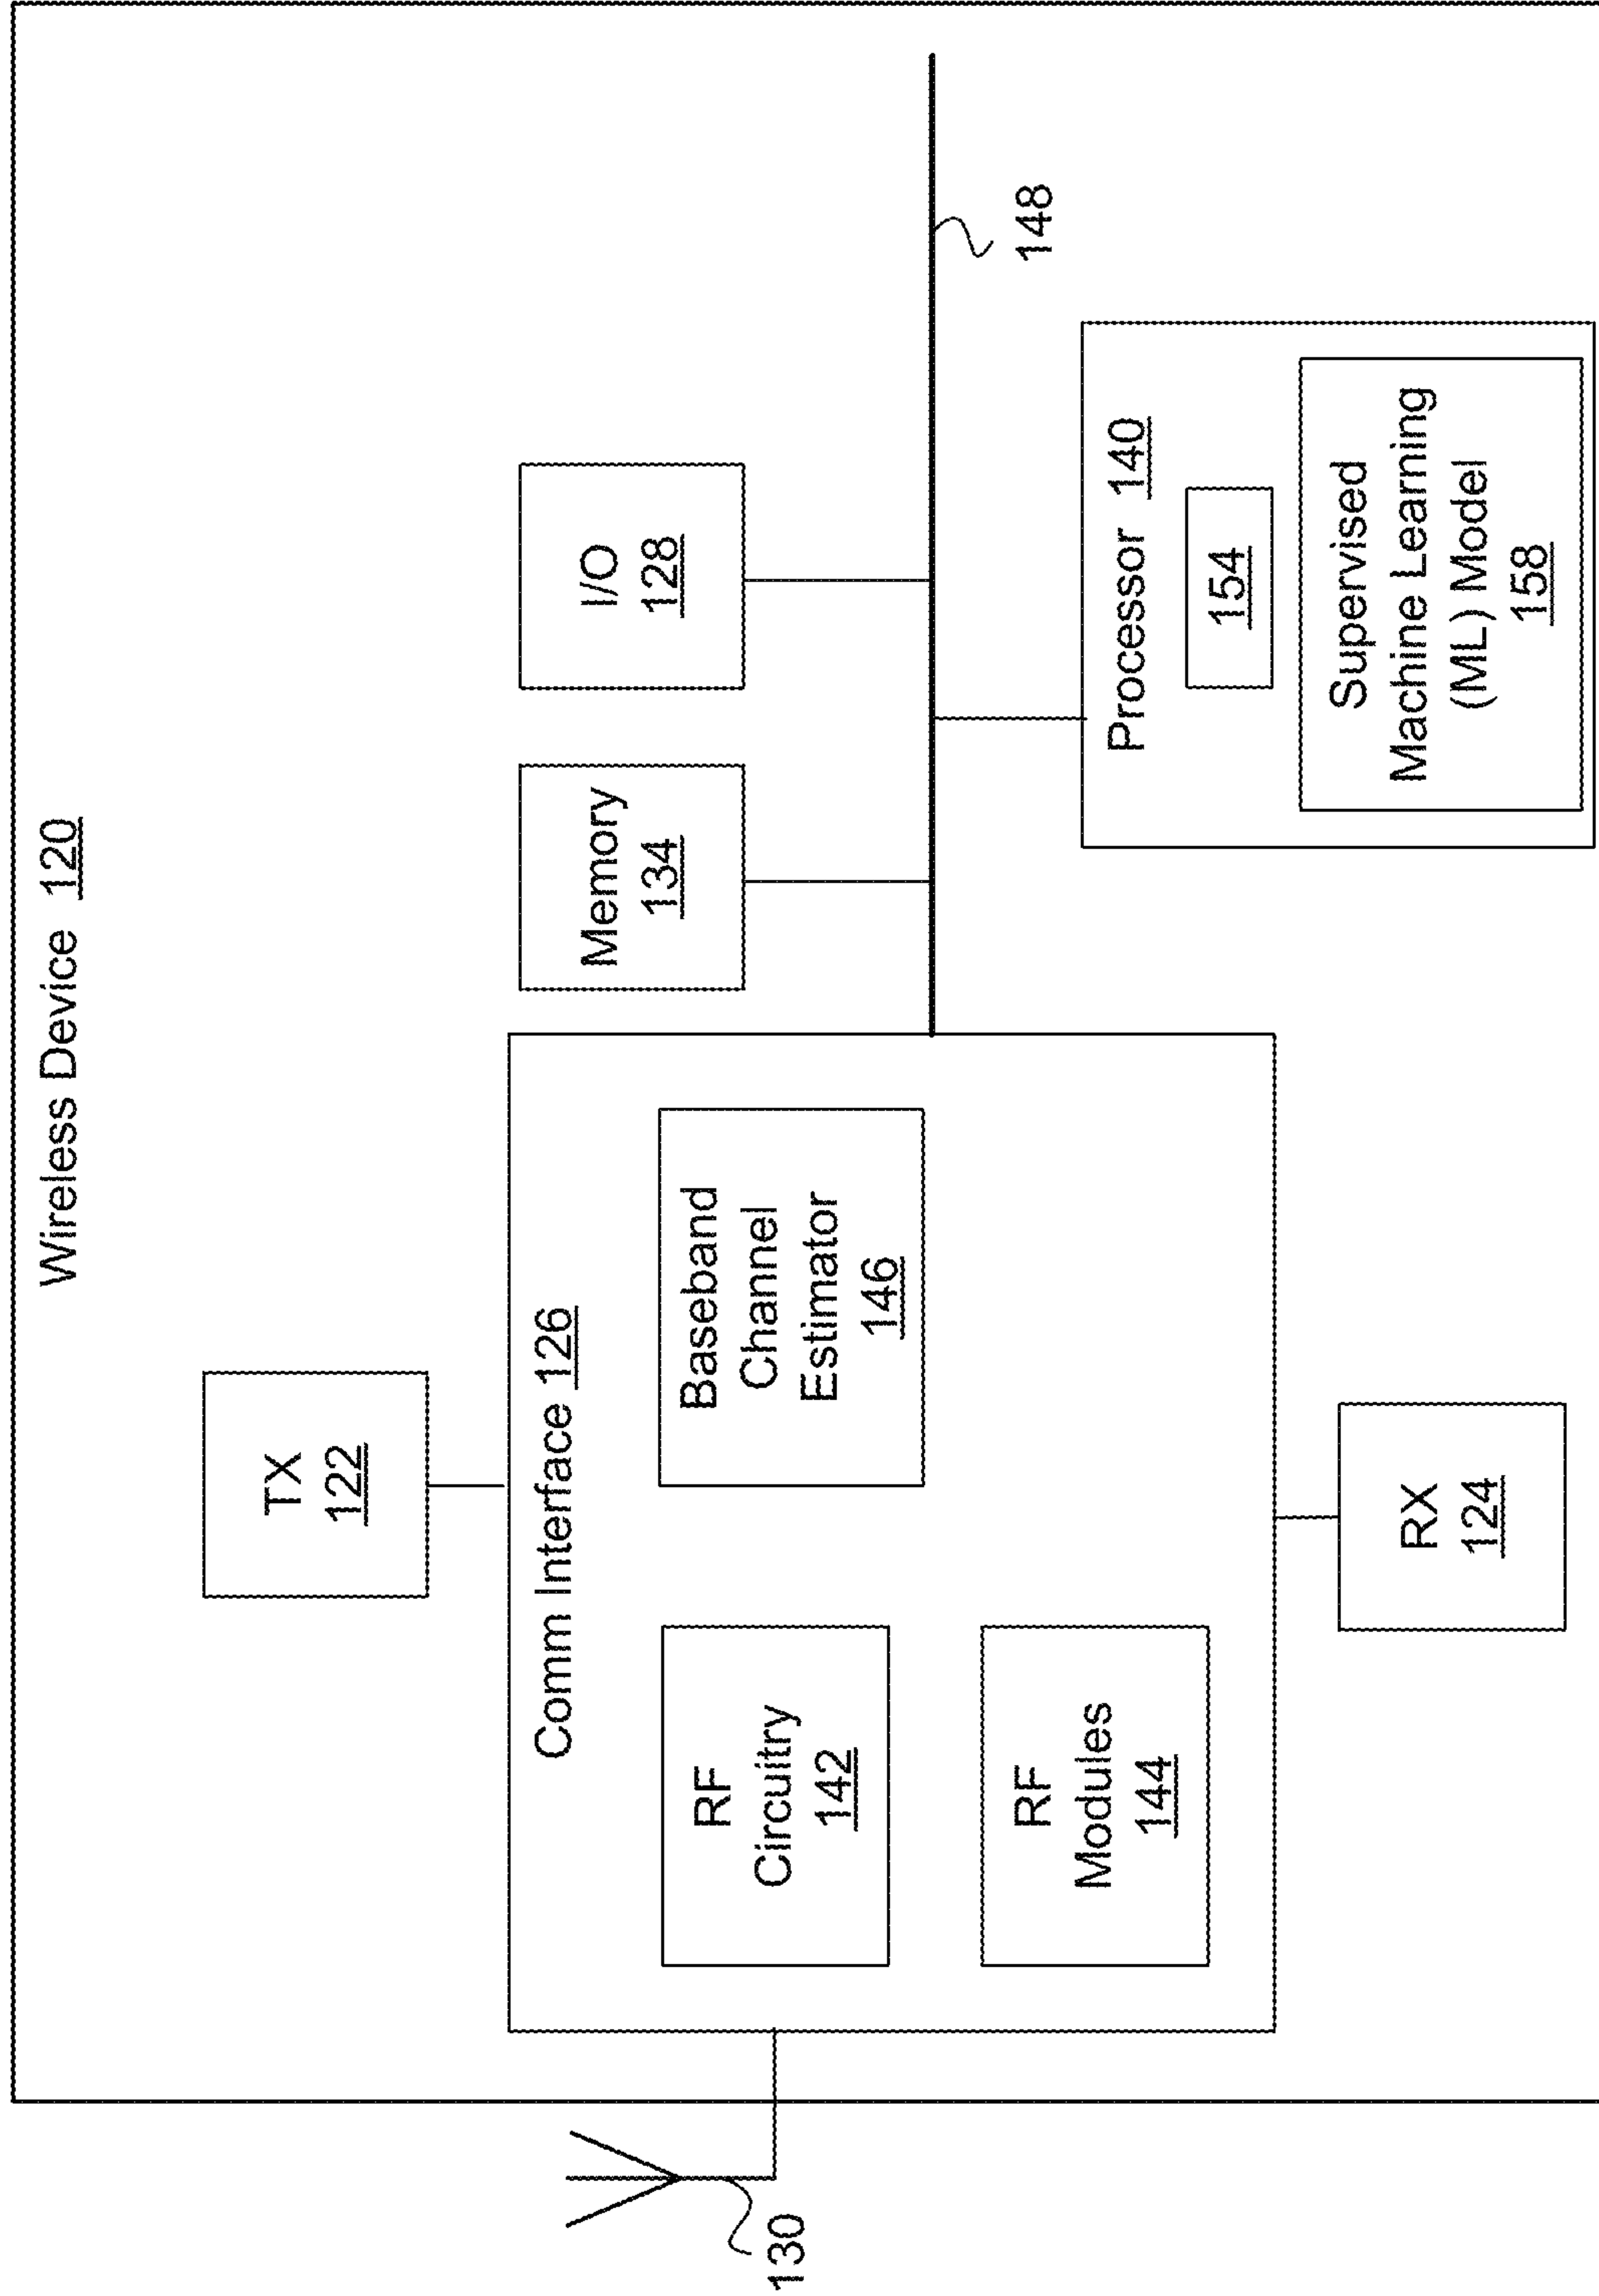 Wireless Device 120
TX
122
Comm Interface 126
RF
Circuitry
142
Baseband
Channel
Estimator
146
RF
Modules
144
RX
124
130
Memory
134
I/O
128
148
Processor 140
154
Supervised
Machine Learning
(ML) Model
158